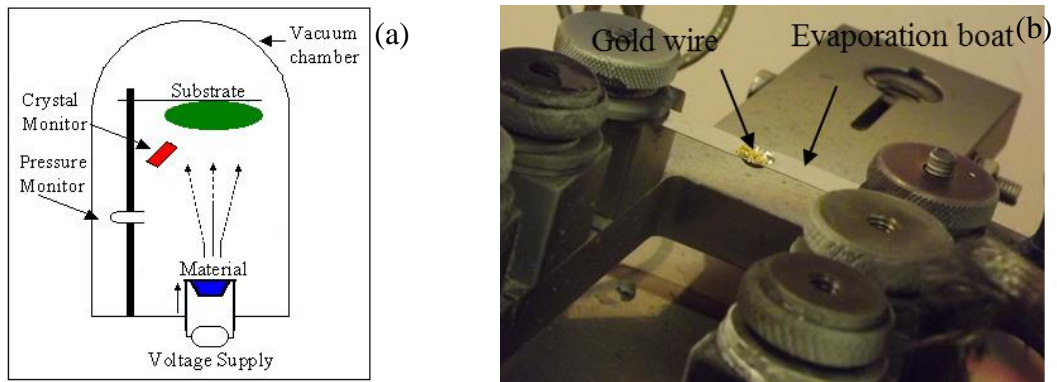 (a)
Vacuum
chamber
Substrate
Crystal
Monitor
Pressure
Monitor
Material
Voltage Supply
(b)
Gold wire
Evaporation boat